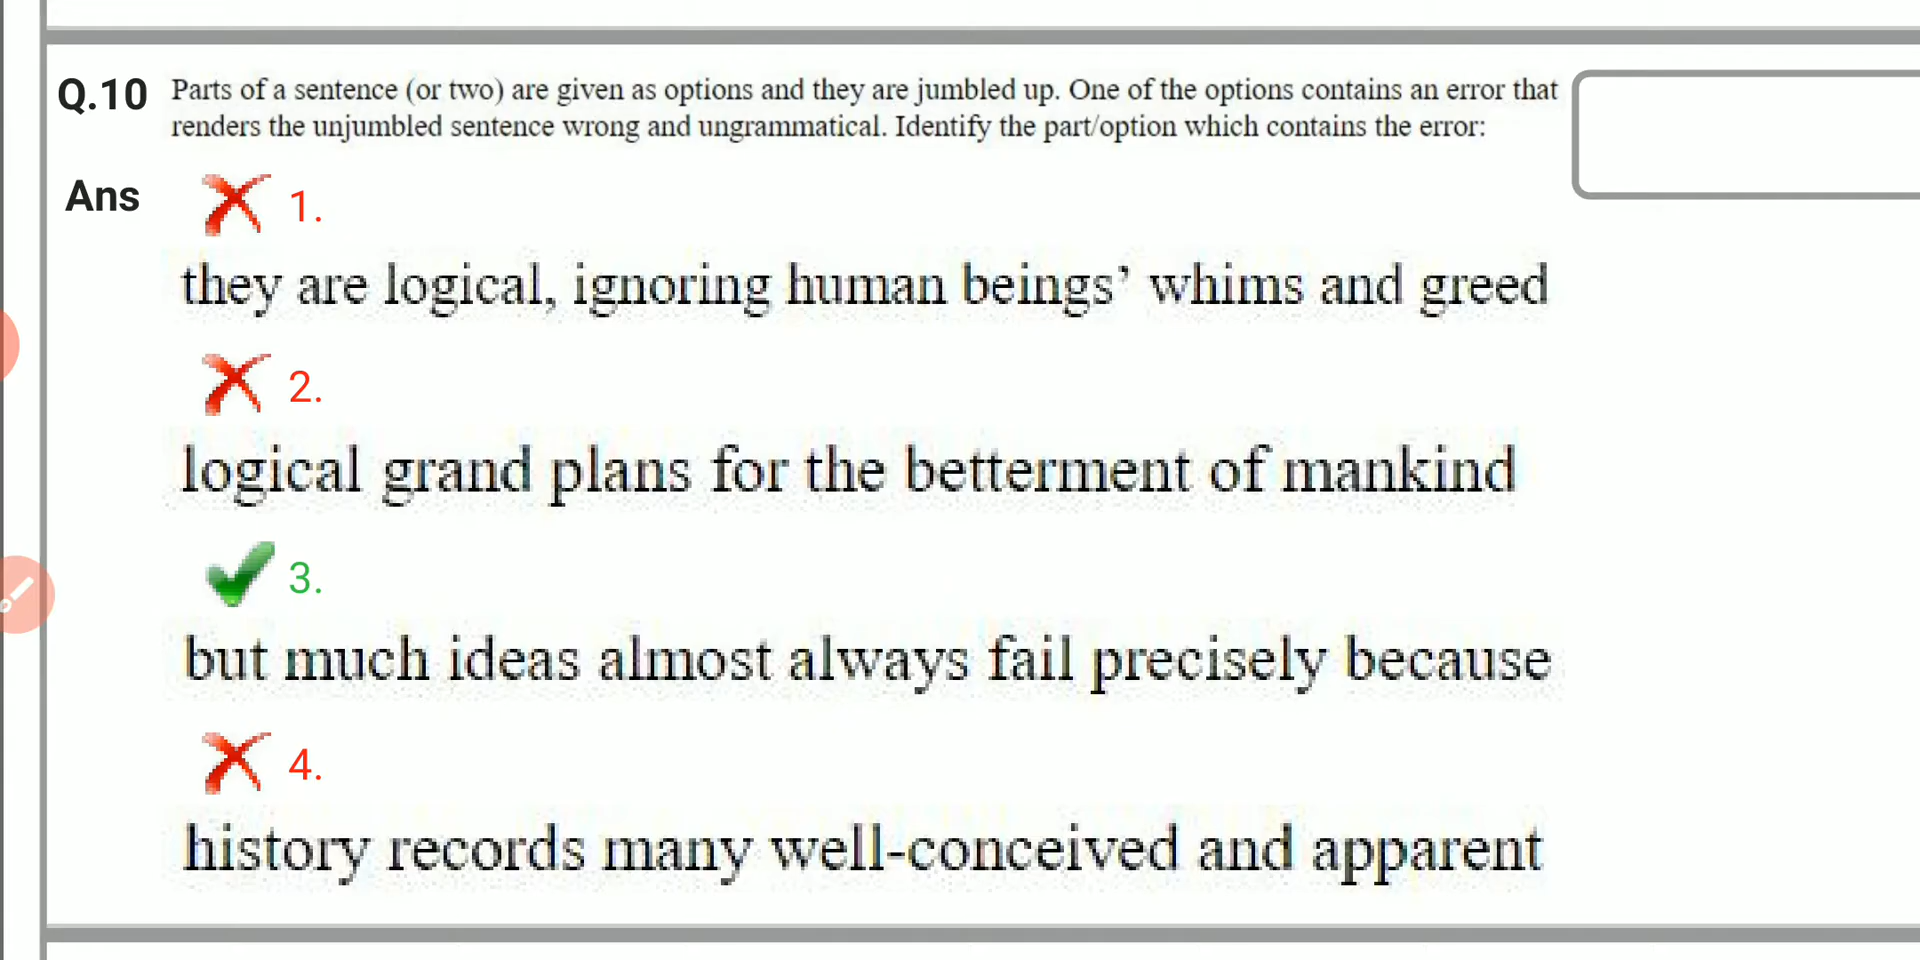 Q.10 Parts of a sentence (or two) are given as options and they are jumbled up. One of the options contains an error that
renders the unjumbled sentence wrong and ungrammatical. Identify the part/option which contains the error:
Ans 1.
they are logical, ignoring human beings’ whims and greed
2.
logical grand plans for the betterment of mankind
3.
but much ideas almost always fail precisely because
4.
history records many well-conceived and apparent